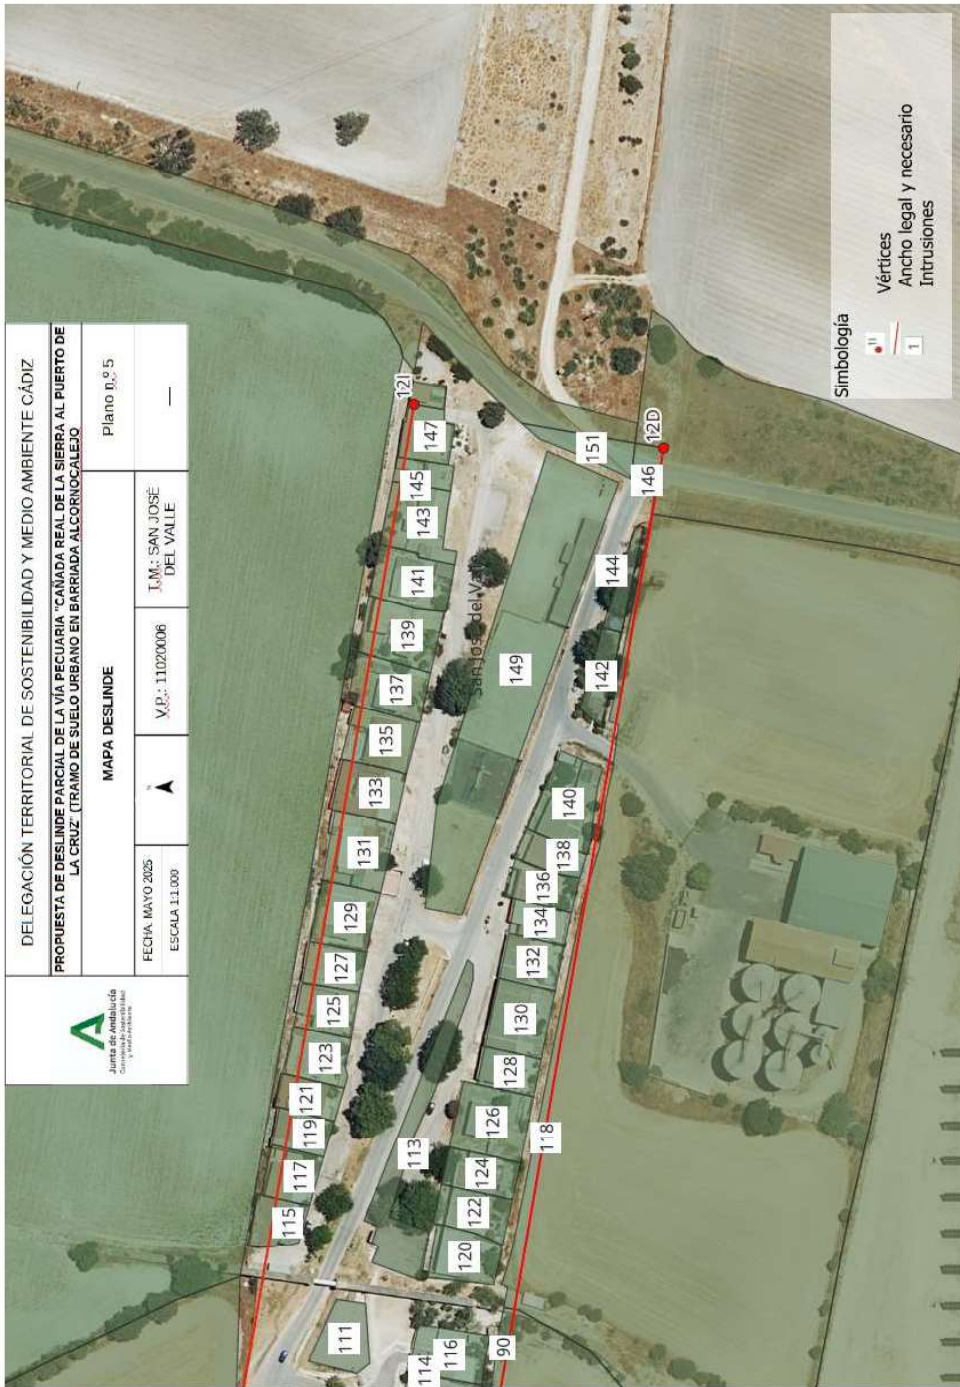 DELEGACIÓN TERRITORIAL DE SOSTENIBILIDAD Y MEDIO AMBIENTE CÁDIZ
PROPUESTA DE DESLINDE PARCIAL DE LA VÍA PECUARIA "CAÑADA REAL DE LA SIERRA AL PUERTO DE
LA CRUZ" (TRAMO DE SUELO URBANO EN BARRIADA ALCORNOCALEJO
Junta de Andalucía
MAPA DESLINDE
Plano n.º 5
FECHA: MAYO 2025
ESCALA 1:1.000
N
V.P.: 11020006
T.M.: SAN JOSÉ
DEL VALLE
12I
147
145
143
141
139
137
135
133
131
129
127
125
123
121
119
117
115
113
111
149
151
12D
146
144
142
140
138
136
134
132
130
128
126
124
122
120
118
116
114
90
Simbología
Vértices
Ancho legal y necesario
1
Intrusiones